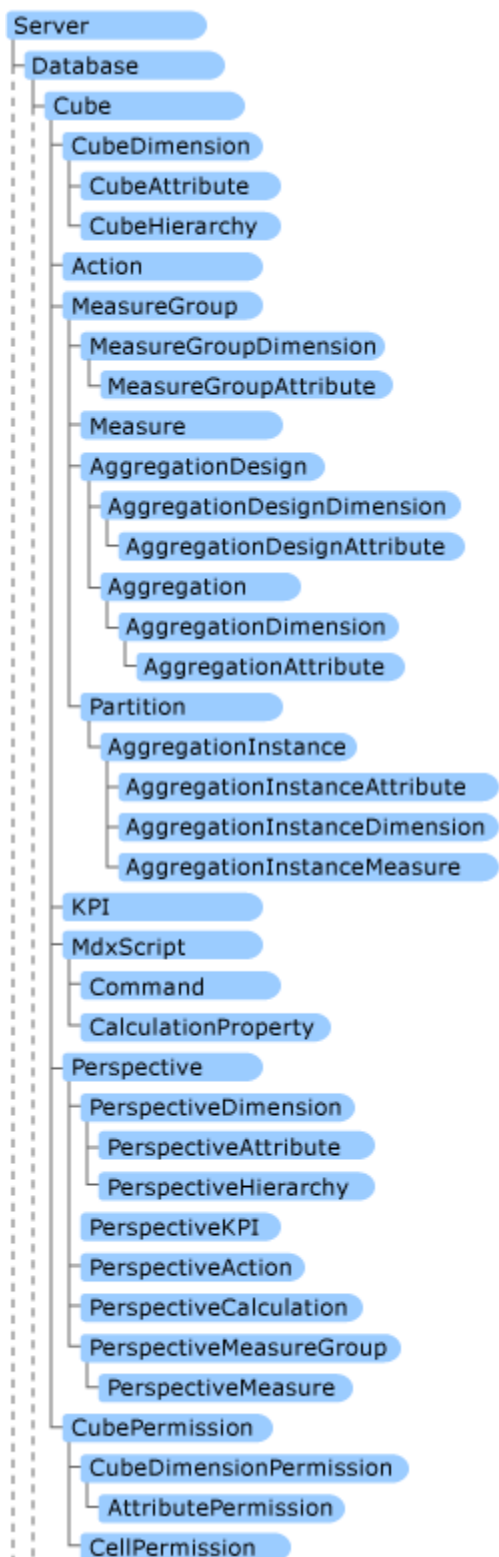 Server
Database
Cube
CubeDimension
CubeAttribute
CubeHierarchy
Action
MeasureGroup
MeasureGroupDimension
MeasureGroupAttribute
Measure
AggregationDesign
AggregationDesignDimension
AggregationDesignAttribute
Aggregation
AggregationDimension
AggregationAttribute
Partition
AggregationInstance
AggregationInstanceAttribute
AggregationInstanceDimension
AggregationInstanceMeasure
KPI
MdxScript
Command
CalculationProperty
Perspective
PerspectiveDimension
PerspectiveAttribute
PerspectiveHierarchy
PerspectiveKPI
PerspectiveAction
PerspectiveCalculation
PerspectiveMeasureGroup
PerspectiveMeasure
CubePermission
CubeDimensionPermission
AttributePermission
CellPermission